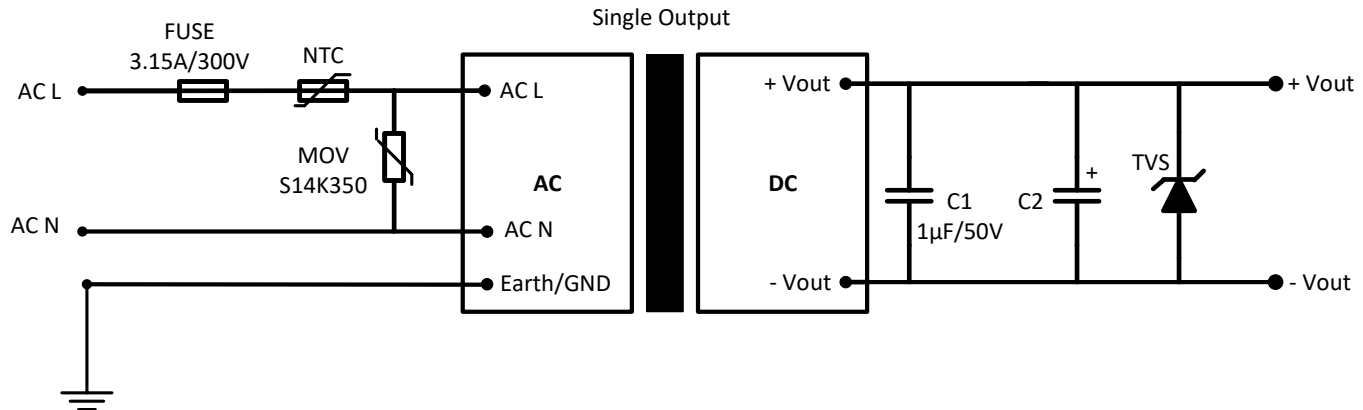 Single Output
FUSE
3.15A/300V
NTC
AC L
AC L
+ Vout
+ Vout
MOV
S14K350
AC
DC
TVS
+
C1
1µF/50V
C2
AC N
AC N
Earth/GND
- Vout
- Vout